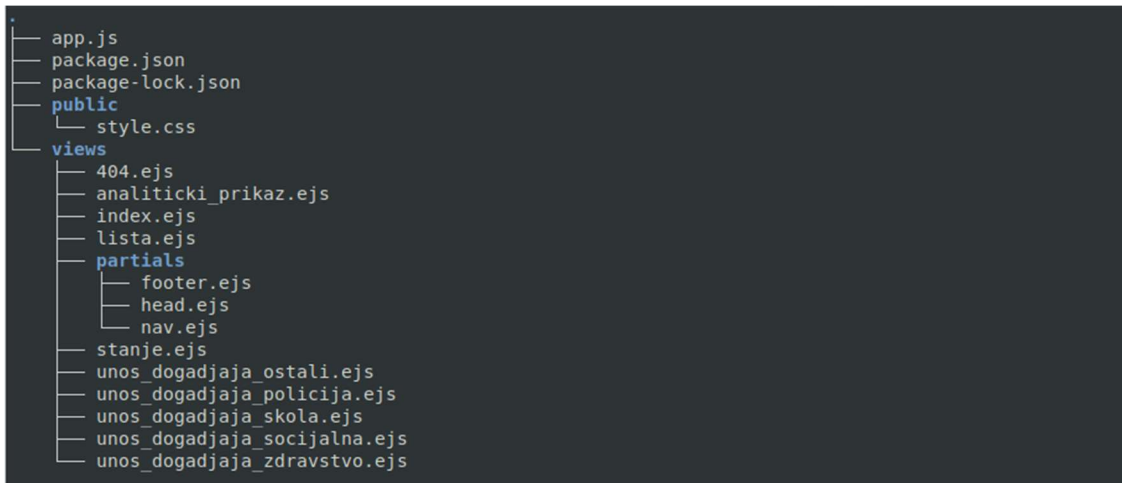 .
├── app.js
├── package.json
├── package-lock.json
├── public
│   └── style.css
└── views
    ├── 404.ejs
    ├── analiticki_prikaz.ejs
    ├── index.ejs
    ├── lista.ejs
    ├── partials
    │   ├── footer.ejs
    │   ├── head.ejs
    │   └── nav.ejs
    ├── stanje.ejs
    ├── unos_dogadjaja_ostali.ejs
    ├── unos_dogadjaja_policija.ejs
    ├── unos_dogadjaja_skola.ejs
    ├── unos_dogadjaja_socijalna.ejs
    └── unos_dogadjaja_zdravstvo.ejs